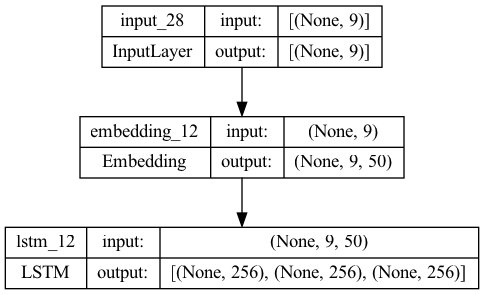 input_28 input: [(None, 9)]
InputLayer output: [(None, 9)]
embedding_12 input: (None, 9)
Embedding output: (None, 9, 50)
lstm_12 input: (None, 9, 50)
LSTM output: [(None, 256), (None, 256), (None, 256)]